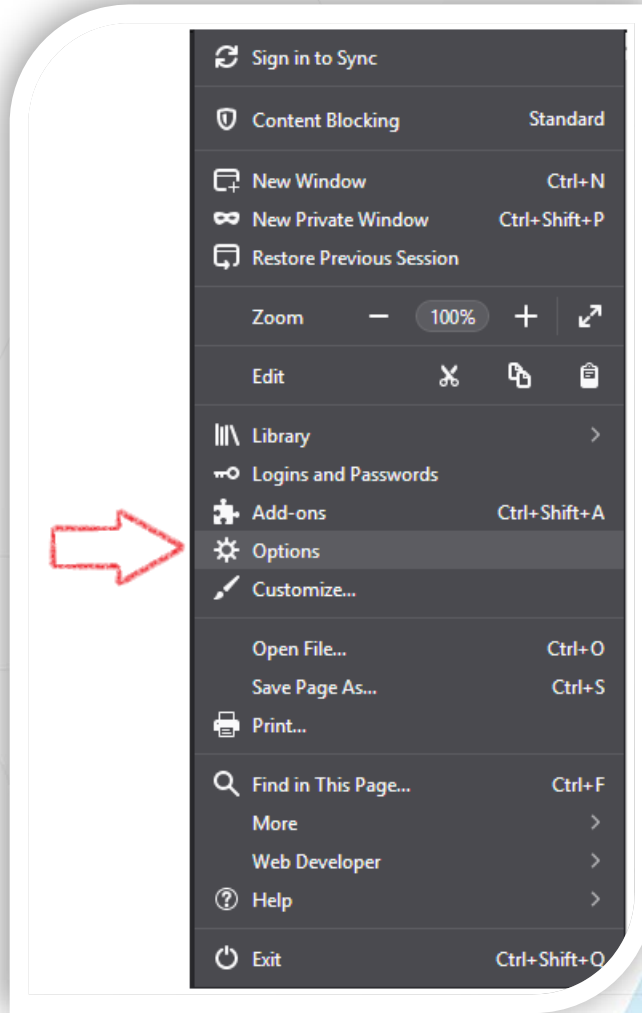 Sign in to Sync
Content Blocking Standard
New Window Ctrl+N
New Private Window Ctrl+Shift+P
Restore Previous Session
Zoom 100%
Edit
Library
Logins and Passwords
Add-ons Ctrl+Shift+A
Options
Customize...
Open File... Ctrl+O
Save Page As... Ctrl+S
Print...
Find in This Page... Ctrl+F
More
Web Developer
Help
Exit Ctrl+Shift+Q